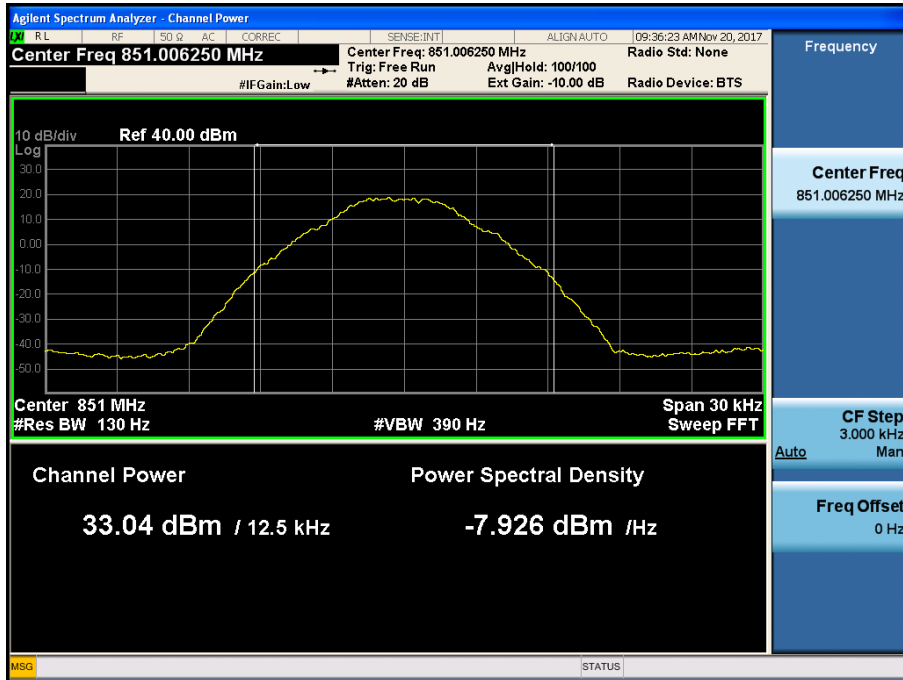 Agilent Spectrum Analyzer - Channel Power
LXI RL RF 50 Ω AC CORREC SENSE:INT ALIGN AUTO 09:36:23 AM Nov 20, 2017
Center Freq 851.006250 MHz
Center Freq: 851.006250 MHz Radio Std: None
Trig: Free Run Avg|Hold: 100/100
#IFGain:Low #Atten: 20 dB Ext Gain: -10.00 dB Radio Device: BTS
10 dB/div Ref 40.00 dBm
Log
30.0
20.0
10.0
0.00
-10.0
-20.0
-30.0
-40.0
-50.0
Center 851 MHz Span 30 kHz
#Res BW 130 Hz #VBW 390 Hz Sweep FFT
Channel Power Power Spectral Density
33.04 dBm / 12.5 kHz -7.926 dBm /Hz
Frequency
Center Freq
851.006250 MHz
CF Step
3.000 kHz
Auto Man
Freq Offset
0 Hz
MSG STATUS